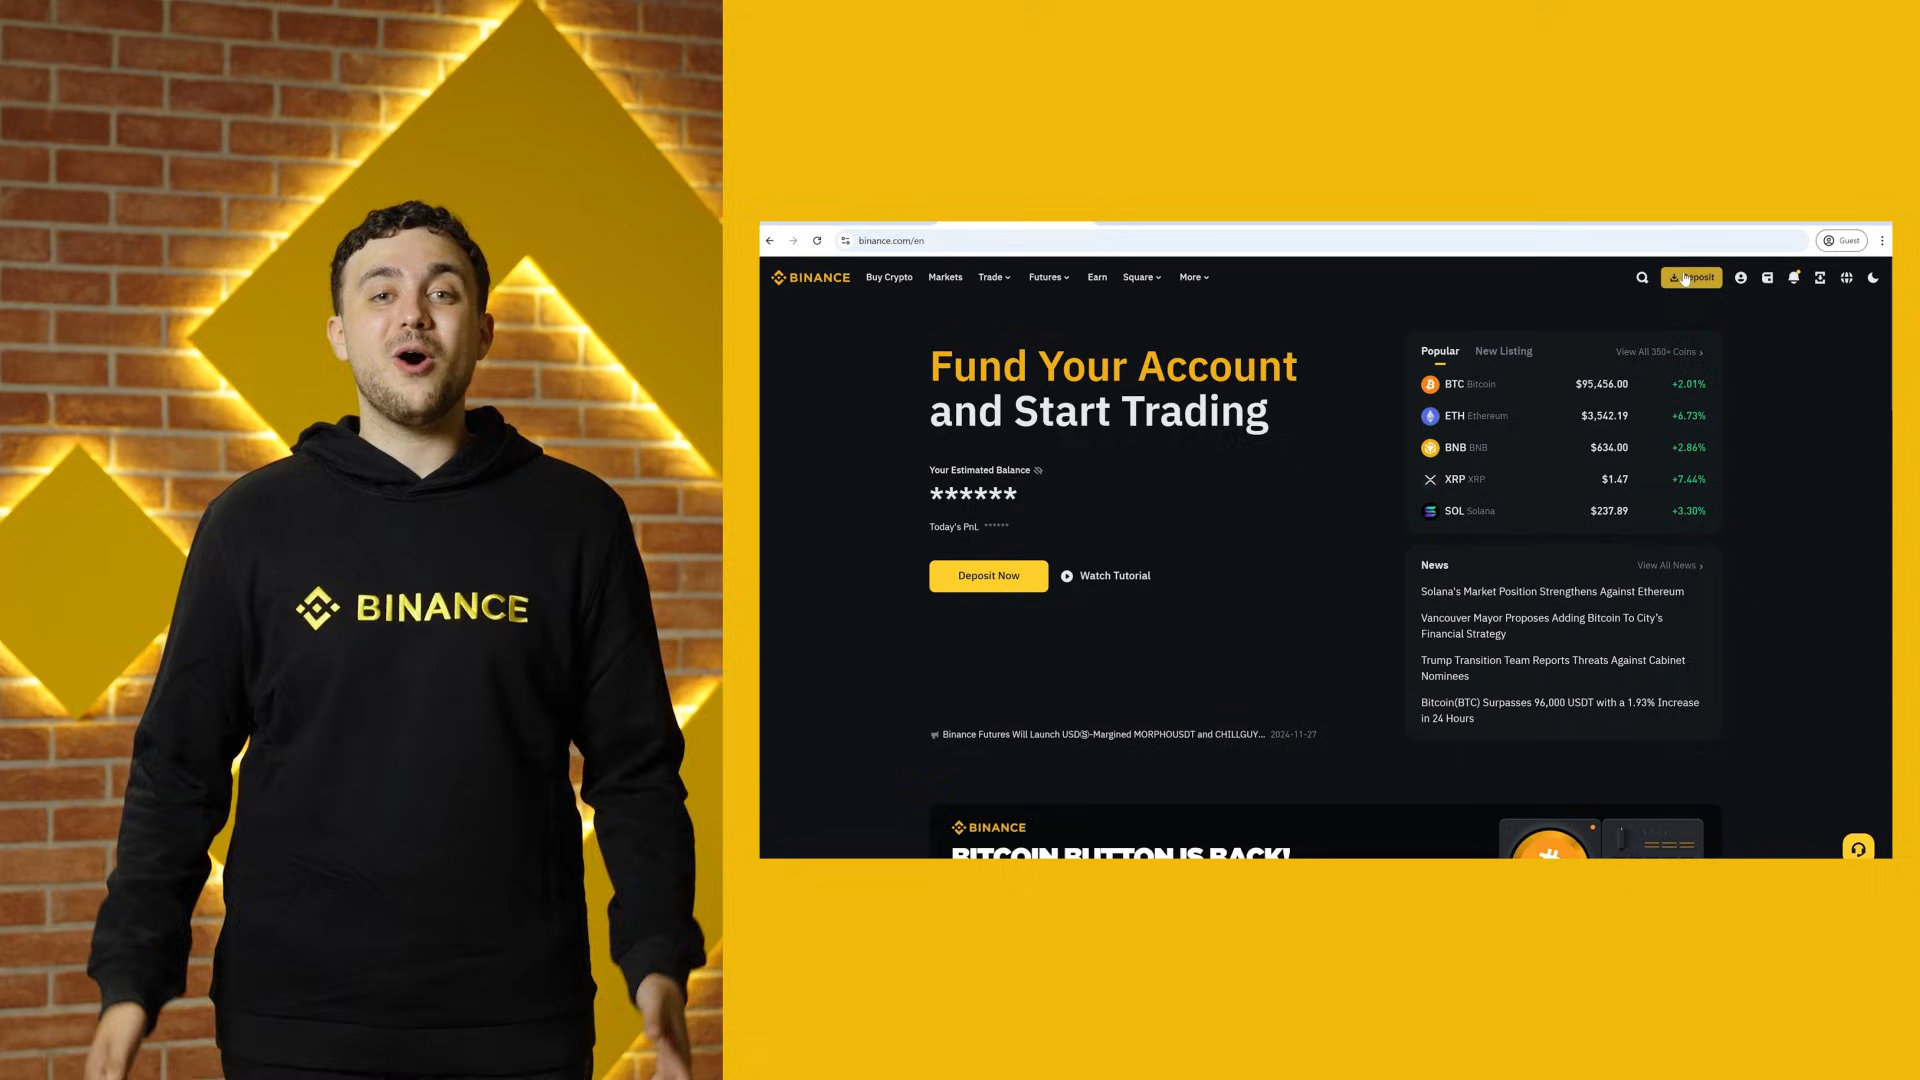 BINANCE
binance.com/en
Guest
BINANCE
Buy Crypto
Markets
Trade
Futures
Earn
Square
More
Fund Your Account
and Start Trading
Your Estimated Balance
******
Today's PnL ******
Deposit Now
Watch Tutorial
Binance Futures Will Launch USDⓈ-Margined MORPHOUSDT and CHILLGUY... 2024-11-27
Popular New Listing View All 350+ Coins
BTC Bitcoin $95,456.00 +2.01%
ETH Ethereum $3,542.19 +6.73%
BNB BNB $634.00 +2.86%
XRP XRP $1.47 +7.44%
SOL Solana $237.89 +3.30%
News View All News
Solana's Market Position Strengthens Against Ethereum
Vancouver Mayor Proposes Adding Bitcoin To City's
Financial Strategy
Trump Transition Team Reports Threats Against Cabinet
Nominees
Bitcoin(BTC) Surpasses 96,000 USDT with a 1.93% Increase
in 24 Hours
BINANCE
BITCOIN BUTTON IS BACK!